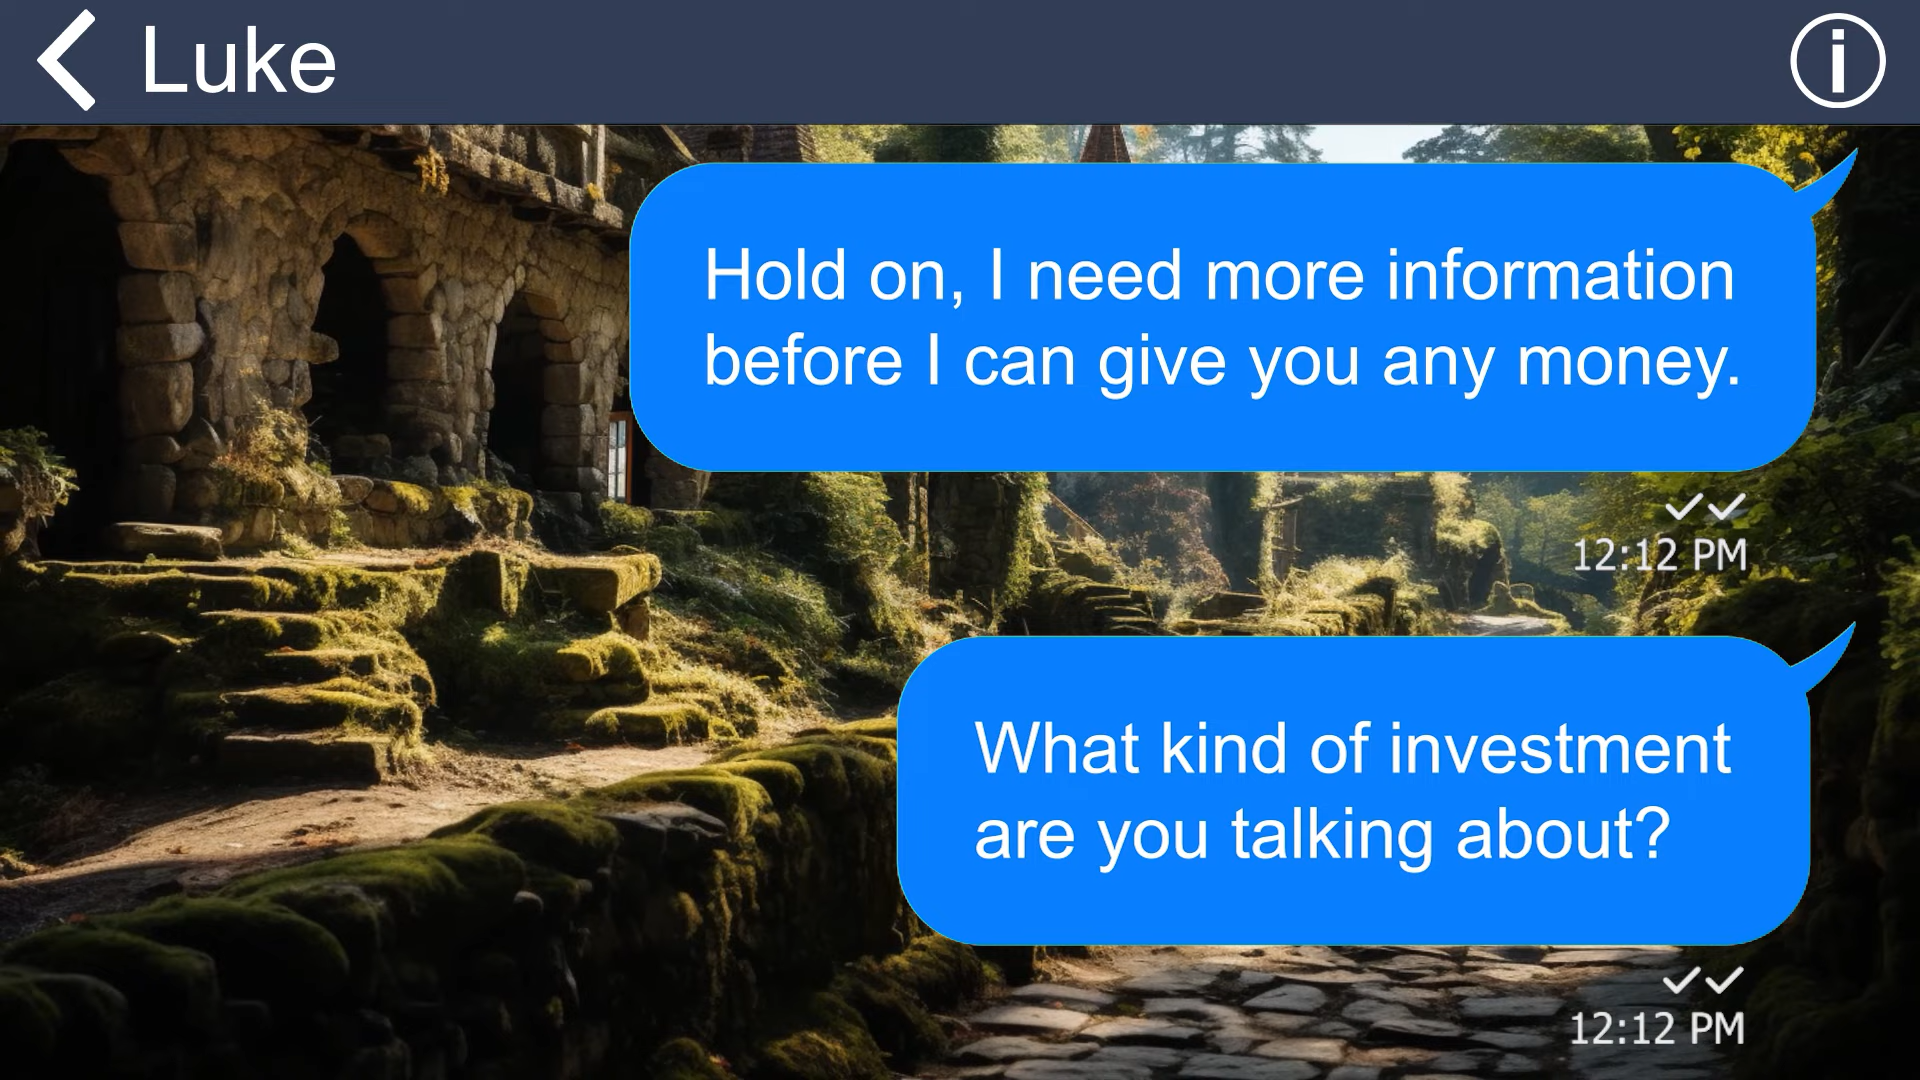 Luke
Hold on, I need more information
before I can give you any money.
12:12 PM
What kind of investment
are you talking about?
12:12 PM